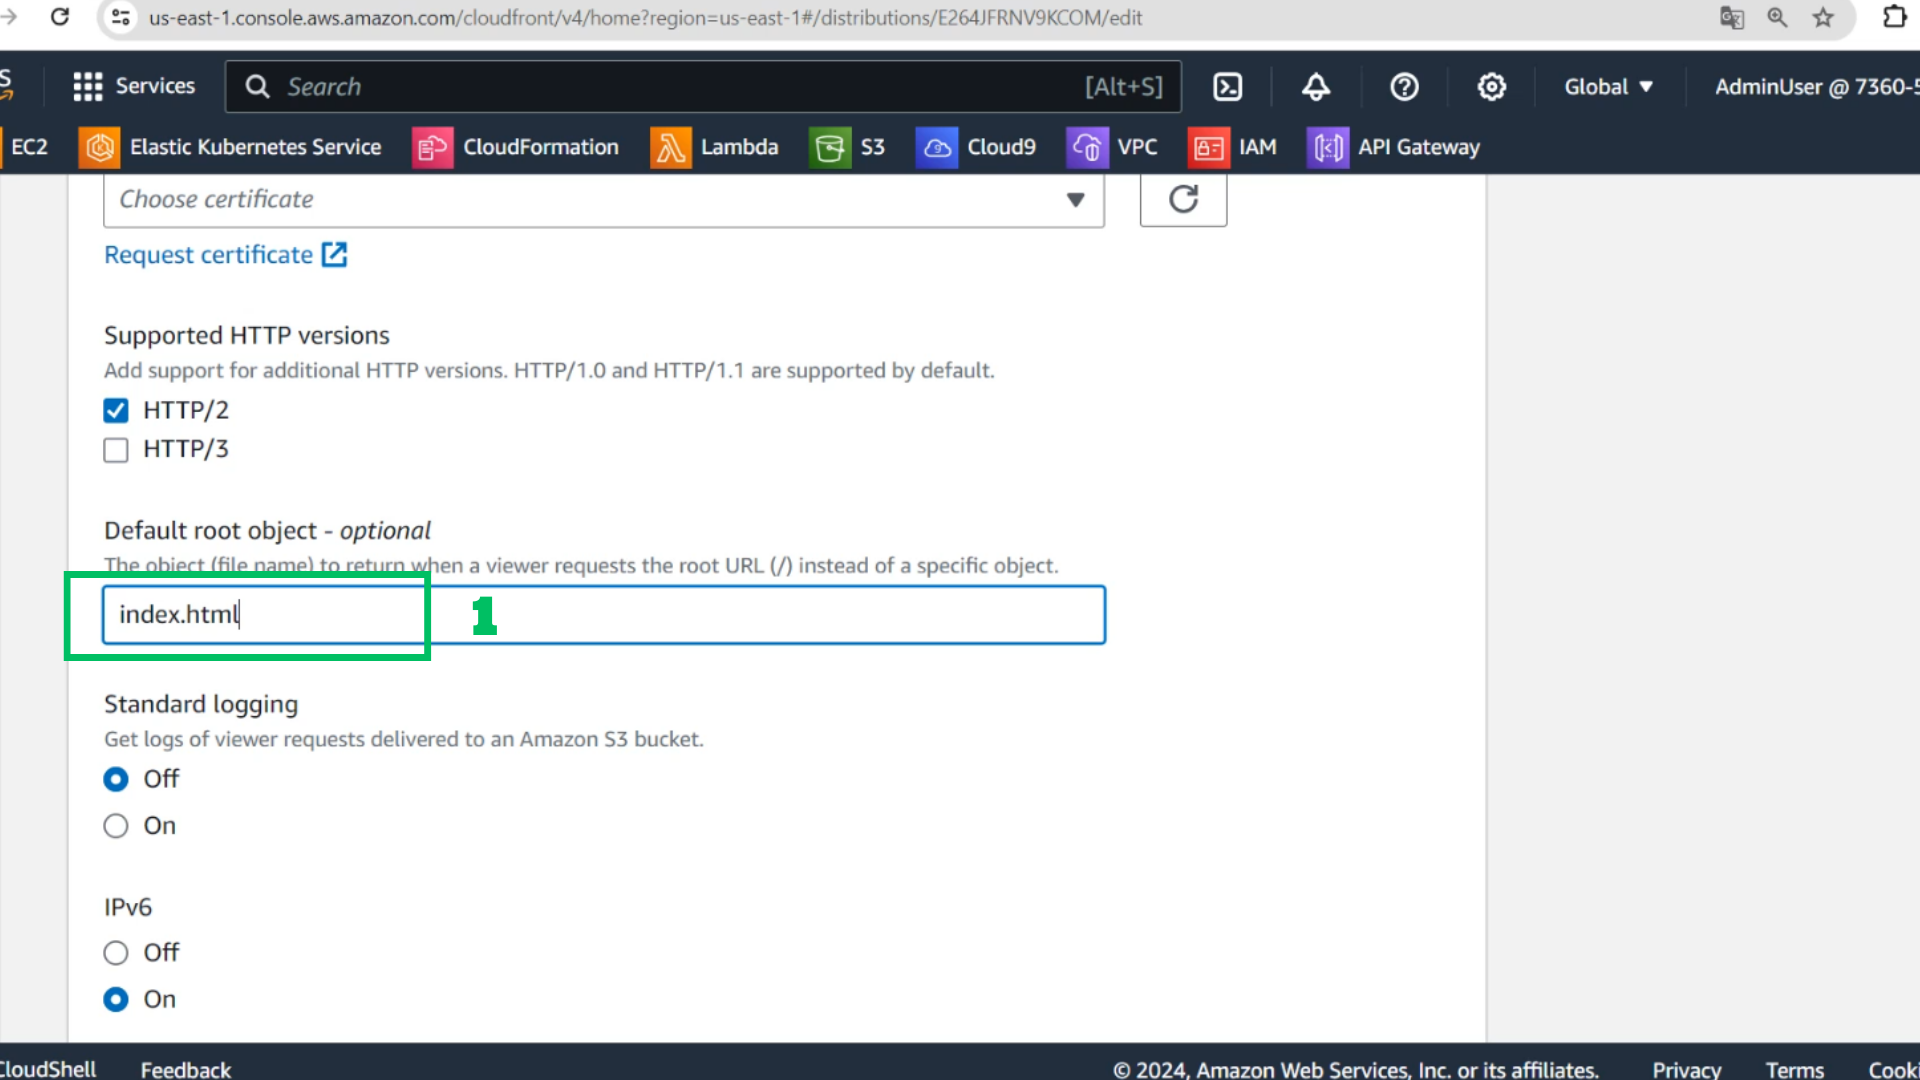 us-east-1.console.aws.amazon.com/cloudfront/v4/home?region=us-east-1#/distributions/E264JFRNV9KCOM/edit
Services
Search
[Alt+S]
Global
AdminUser @ 7360-5
EC2
Elastic Kubernetes Service
CloudFormation
Lambda
S3
Cloud9
VPC
IAM
API Gateway
Choose certificate
Request certificate
Supported HTTP versions
Add support for additional HTTP versions. HTTP/1.0 and HTTP/1.1 are supported by default.
HTTP/2
HTTP/3
Default root object - optional
The object (file name) to return when a viewer requests the root URL (/) instead of a specific object.
index.html
1
Standard logging
Get logs of viewer requests delivered to an Amazon S3 bucket.
Off
On
IPv6
Off
On
CloudShell
Feedback
© 2024, Amazon Web Services, Inc. or its affiliates.
Privacy
Terms
Cooki